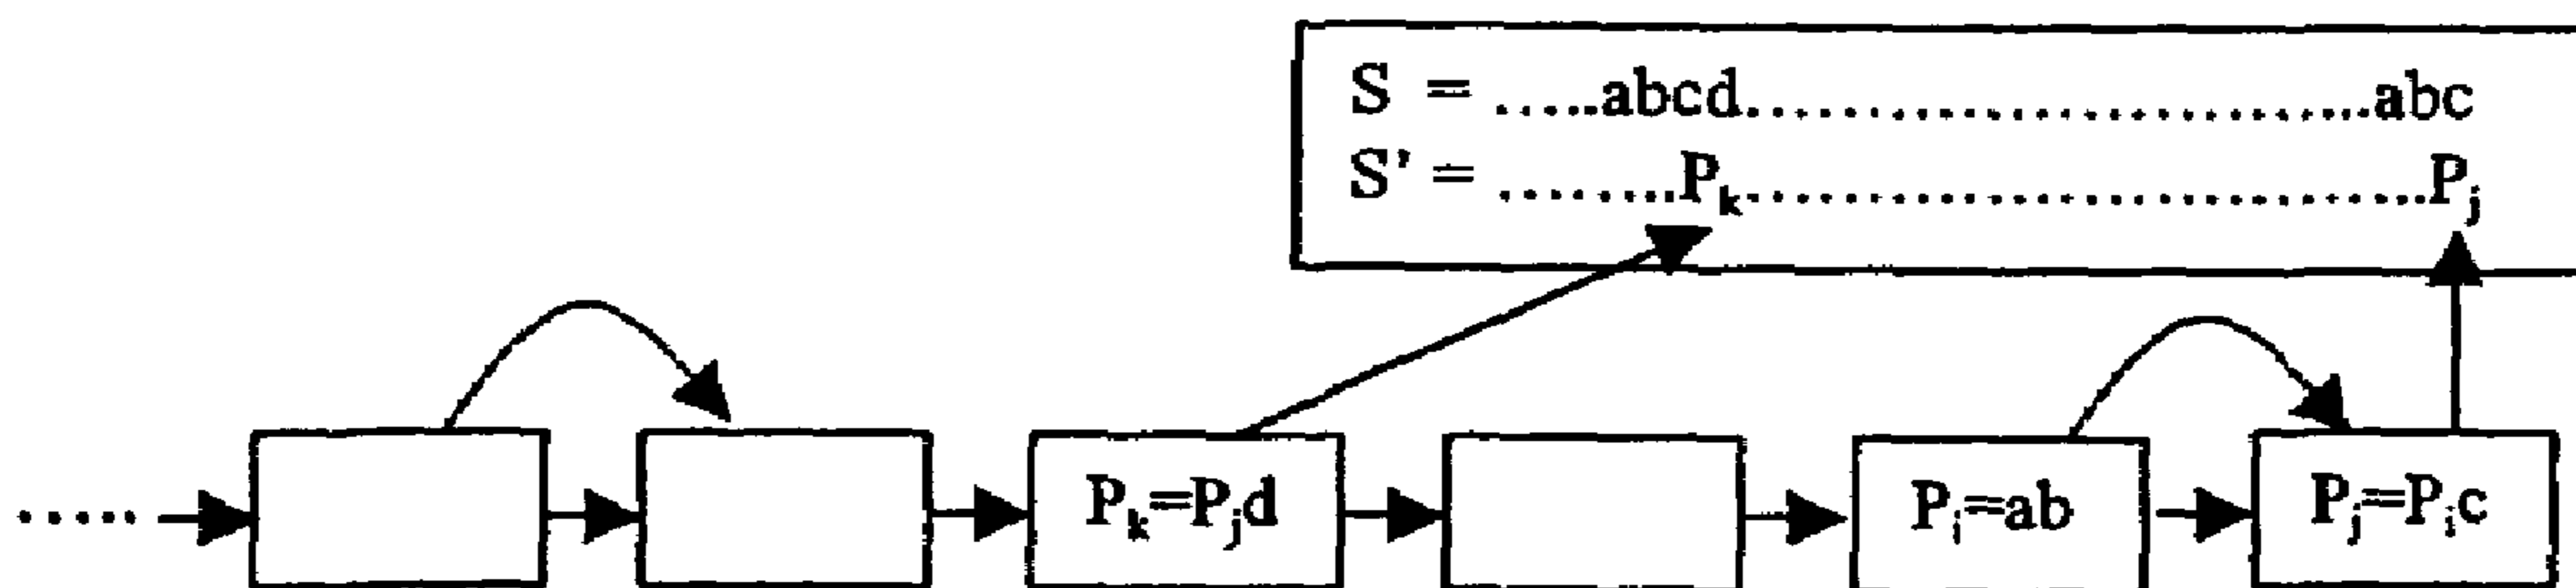 S = .....abcd..............................abc
S' = ........Pₖ..............................Pⱼ
..... Pₖ=Pⱼd Pᵢ=ab Pⱼ=Pᵢc